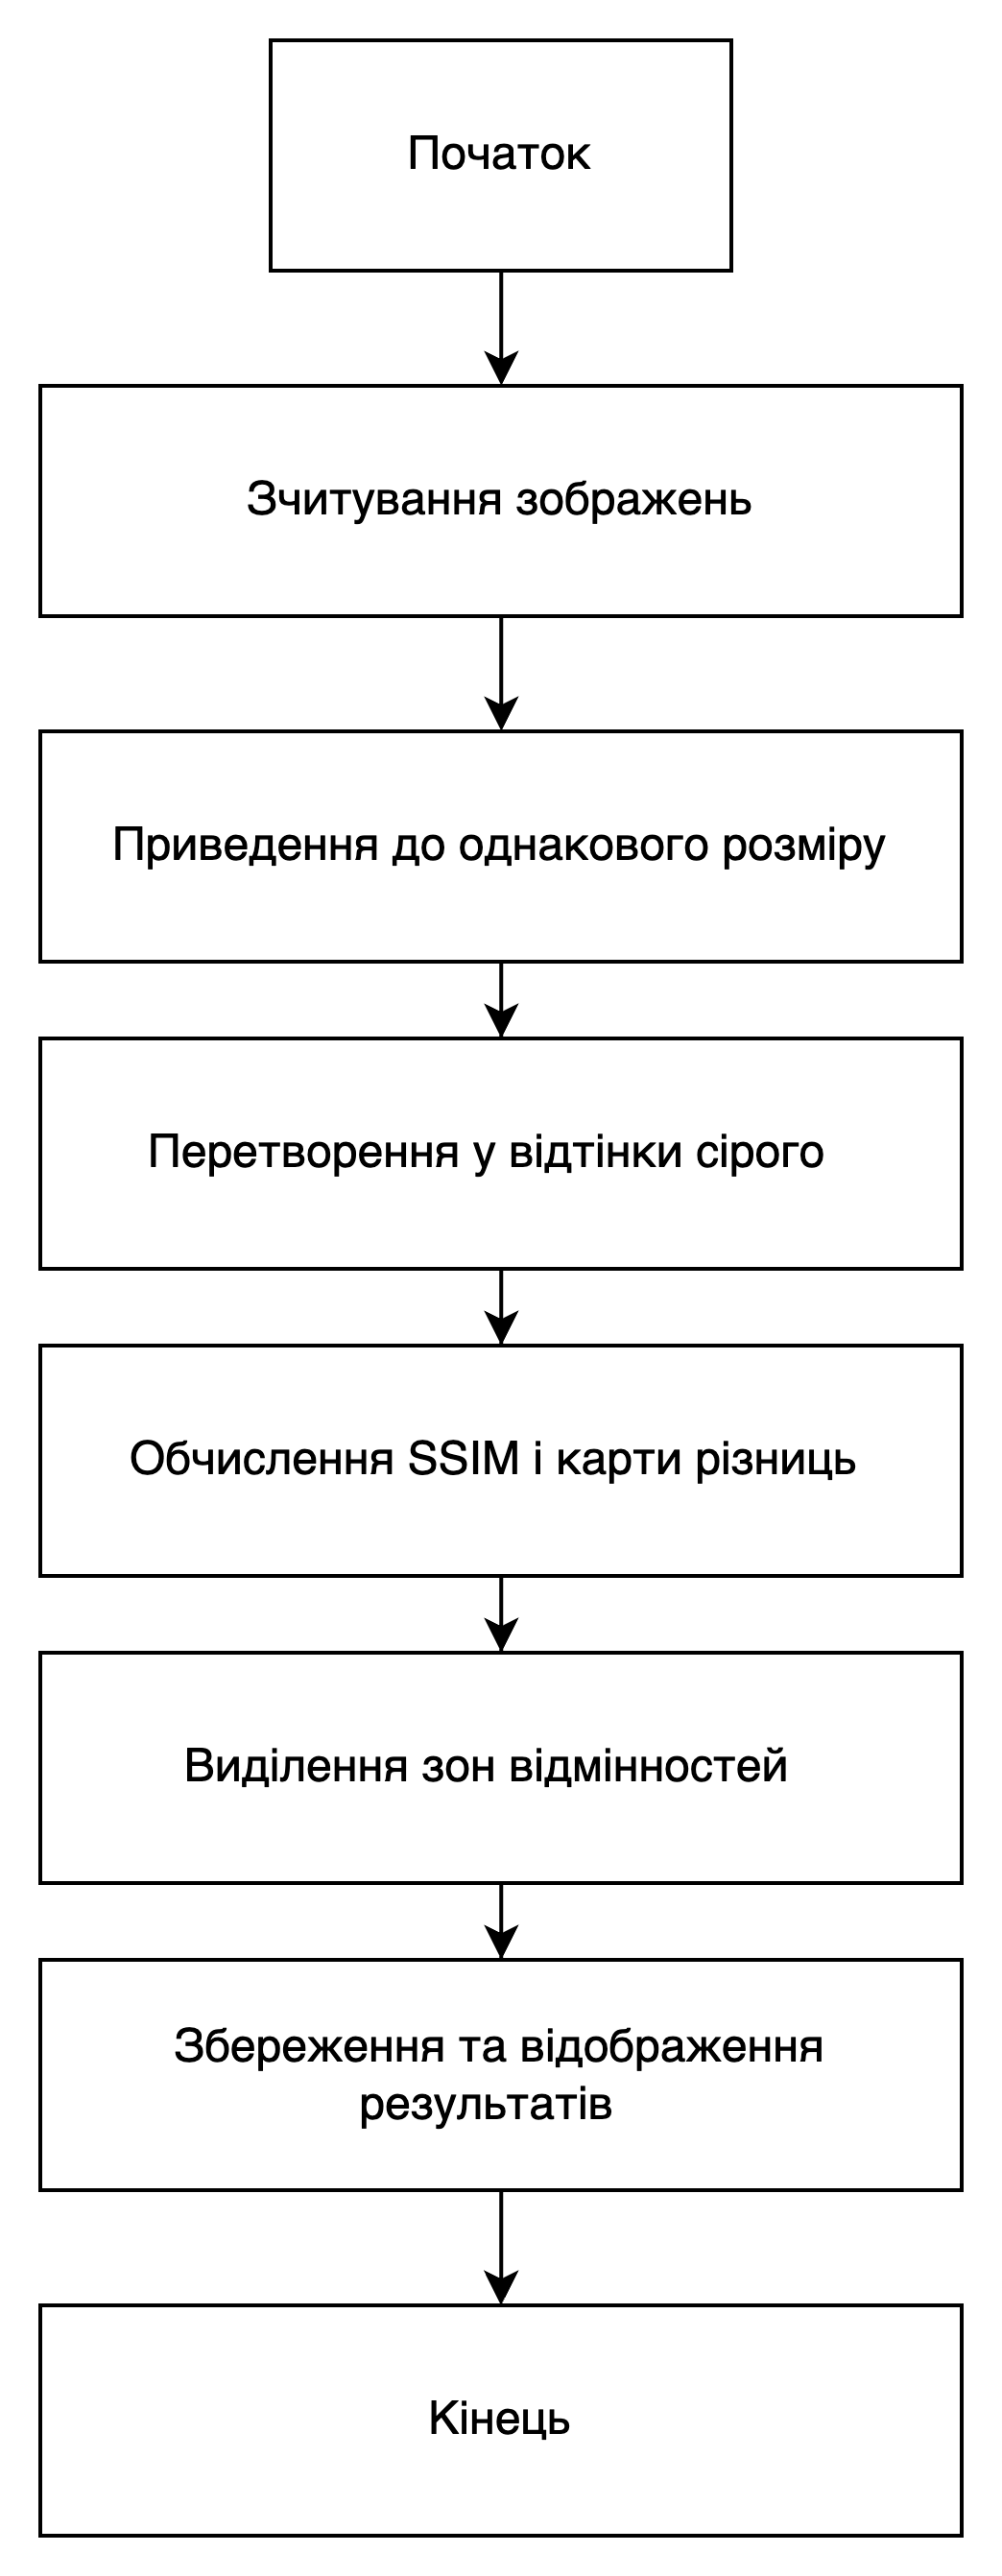 Початок
Зчитування зображень
Приведення до однакового розміру
Перетворення у відтінки сірого
Обчислення SSIM і карти різниць
Виділення зон відмінностей
Збереження та відображення
результатів
Кінець